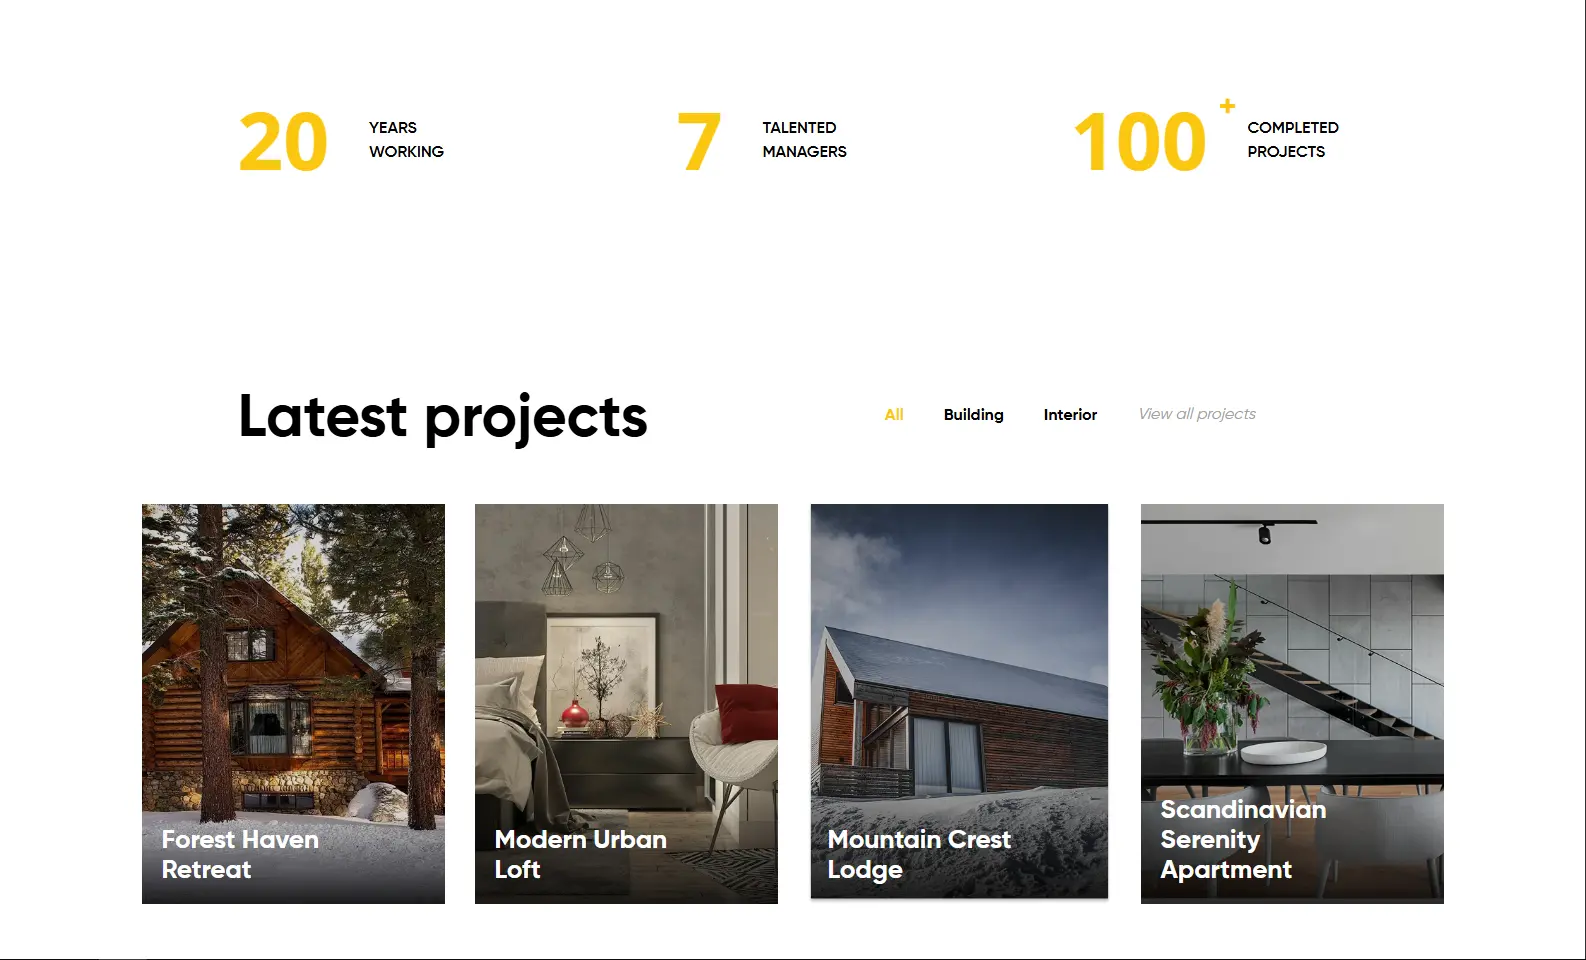 20
YEARS
WORKING
7
TALENTED
MANAGERS
100+
COMPLETED
PROJECTS
Latest projects
All
Building
Interior
View all projects
Forest Haven
Retreat
Modern Urban
Loft
Mountain Crest
Lodge
Scandinavian
Serenity
Apartment